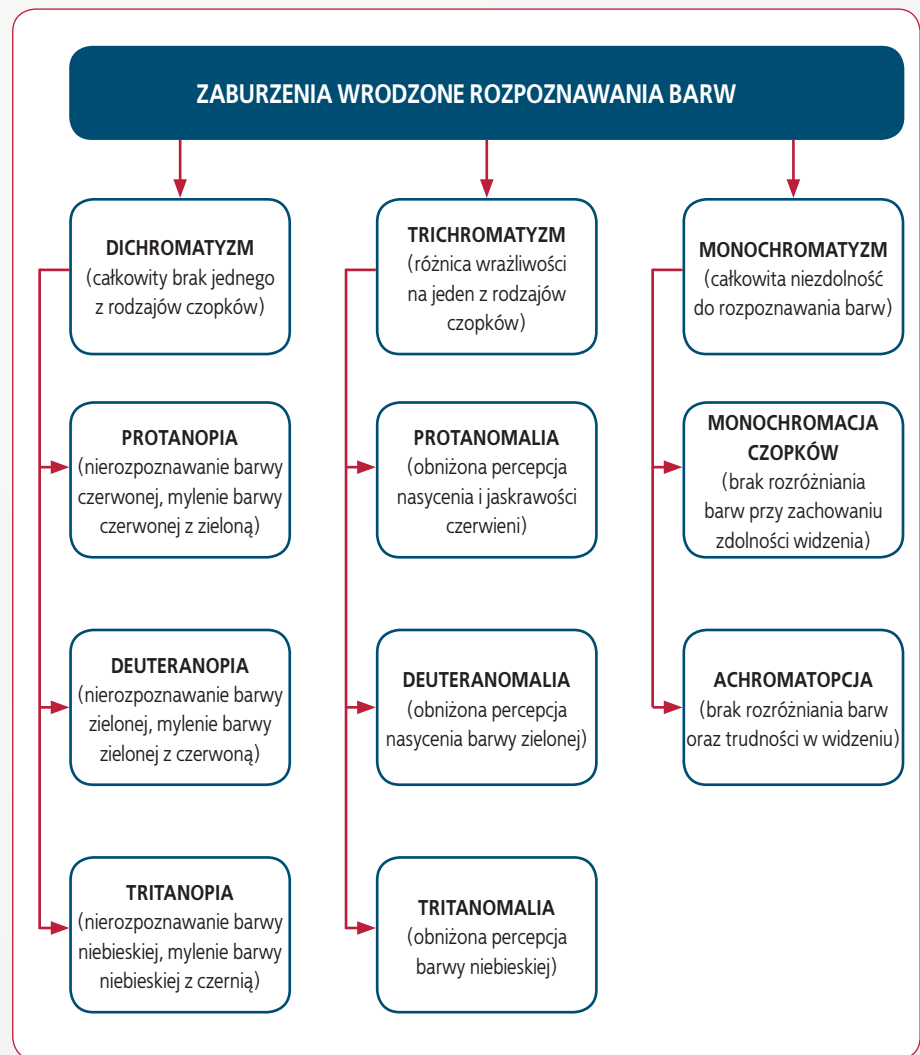 ZABURZENIA WRODZONE ROZPOZNAWANIA BARW
DICHROMATYZM
(całkowity brak jednego
z rodzajów czopków)
PROTANOPIA
(nierozpoznawanie barwy
czerwonej, mylenie barwy
czerwonej z zieloną)
DEUTERANOPIA
(nierozpoznawanie barwy
zielonej, mylenie barwy
zielonej z czerwoną)
TRITANOPIA
(nierozpoznawanie barwy
niebieskiej, mylenie barwy
niebieskiej z czernią)
TRICHROMATYZM
(różnica wrażliwości
na jeden z rodzajów
czopków)
PROTANOMALIA
(obniżona percepcja
nasycenia i jaskrawości
czerwieni)
DEUTERANOMALIA
(obniżona percepcja
nasycenia barwy zielonej)
TRITANOMALIA
(obniżona percepcja
barwy niebieskiej)
MONOCHROMATYZM
(całkowita niezdolność
do rozpoznawania barw)
MONOCHROMACJA
CZOPKÓW
(brak rozróżniania
barw przy zachowaniu
zdolności widzenia)
ACHROMATOPCJA
(brak rozróżniania barw
oraz trudności w widzeniu)